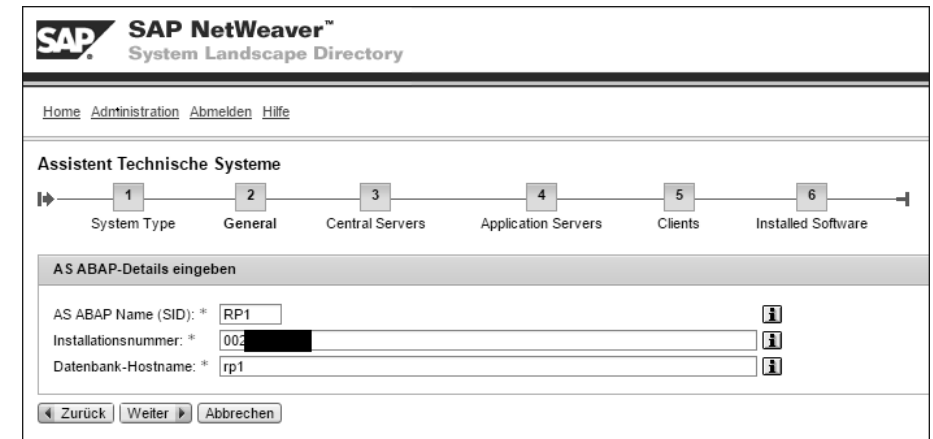 SAP SAP NetWeaver™
System Landscape Directory
Home Administration Abmelden Hilfe
Assistent Technische Systeme
1 2 3 4 5 6
System Type General Central Servers Application Servers Clients Installed Software
AS ABAP-Details eingeben
AS ABAP Name (SID): * RP1
Installationsnummer: * 002
Datenbank-Hostname: * rp1
Zurück Weiter Abbrechen